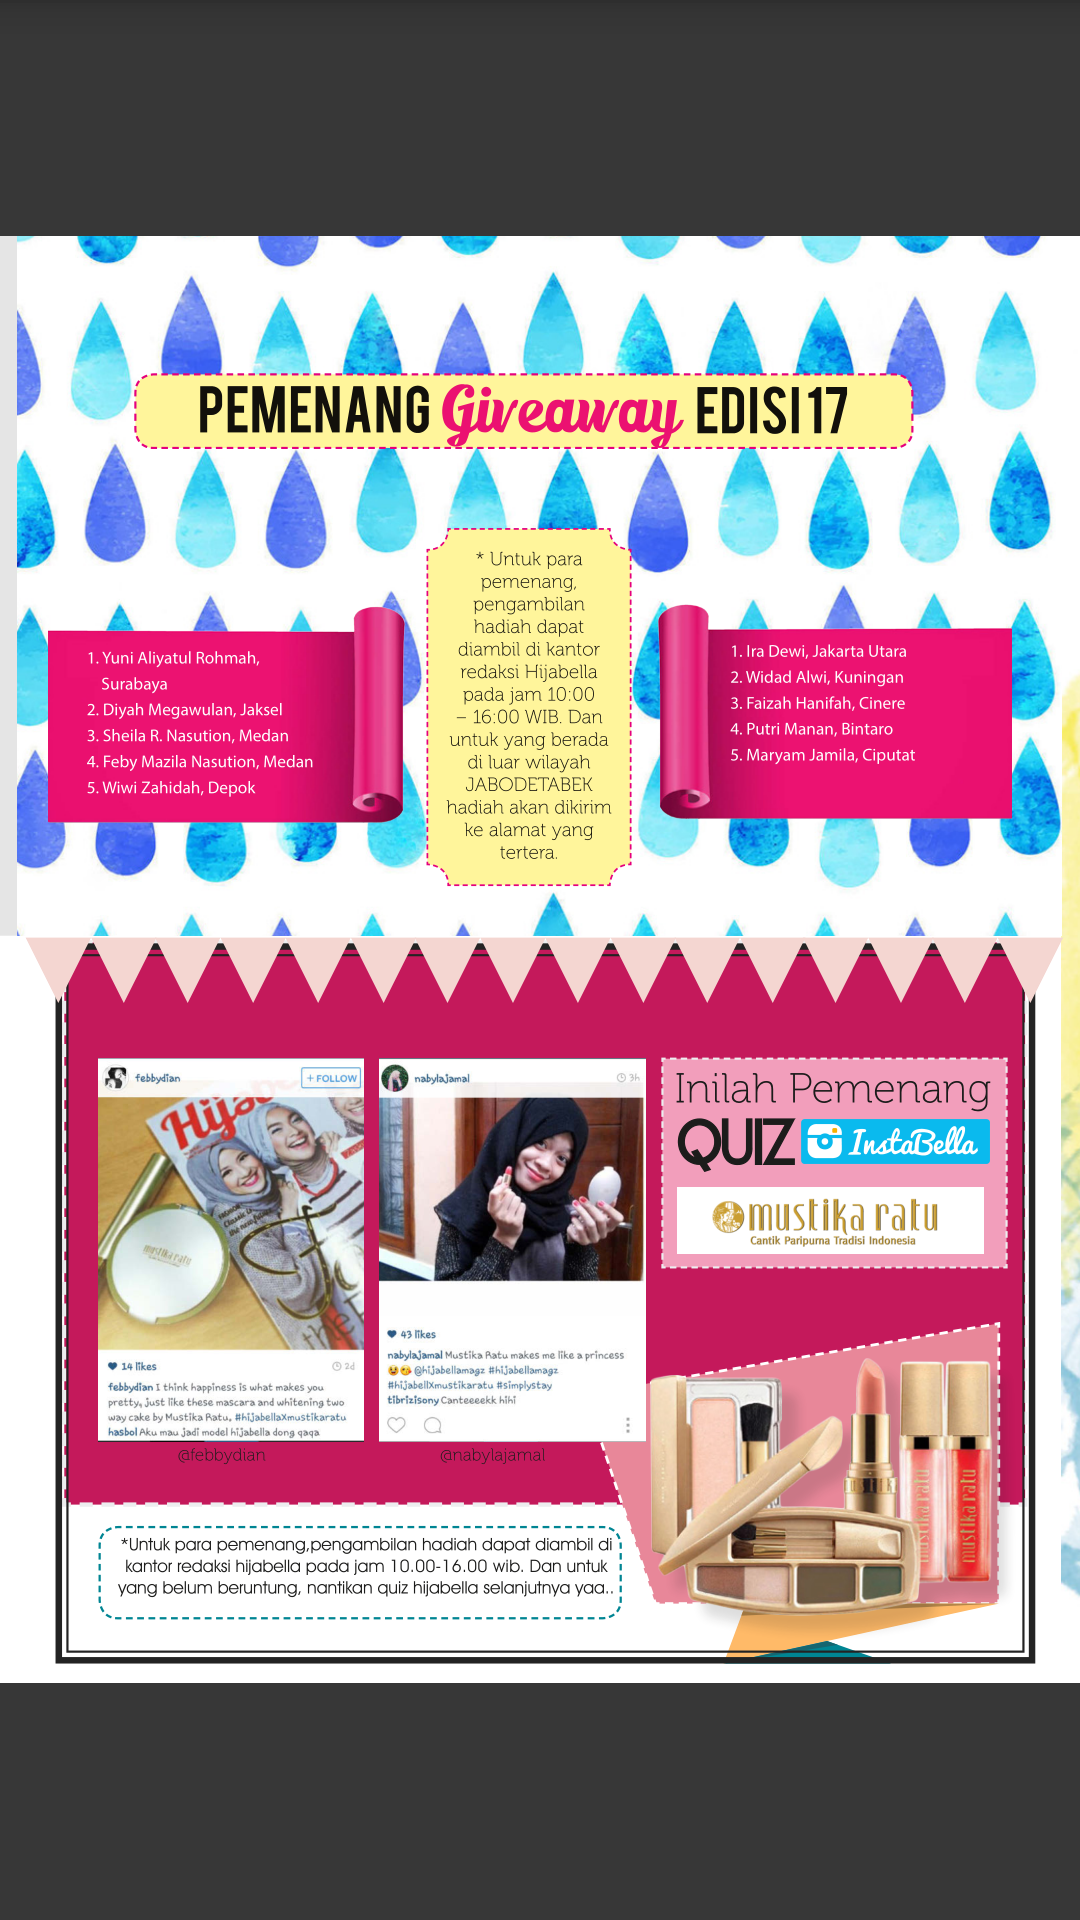 PEMENANG Giveaway EDISI 17
1. Yuni Aliyatul Rohmah,
Surabaya
2. Diyah Megawulan, Jaksel
3. Sheila R. Nasution, Medan
4. Feby Mazila Nasution, Medan
5. Wiwi Zahidah, Depok
* Untuk para
pemenang,
pengambilan
hadiah dapat
diambil di kantor
redaksi Hijabella
pada jam 10:00
– 16:00 WIB. Dan
untuk yang berada
di luar wilayah
JABODETABEK
hadiah akan dikirim
ke alamat yang
tertera.
1. Ira Dewi, Jakarta Utara
2. Widad Alwi, Kuningan
3. Faizah Hanifah, Cinere
4. Putri Manan, Bintaro
5. Maryam Jamila, Ciputat
febbydian
+ FOLLOW
mustika ratu
14 likes
2d
febbydian I think happiness is what makes you
pretty, just like these mascara and whitening two
way cake by Mustika Ratu. #hijabellaXmustikaratu
hasbol Aku mau jadi model hijabella dong qaqa
@febbydian
nabylajamal
3h
43 likes
nabylajamal Mustika Ratu makes me like a princess
😉😘 @hijabellamagz #hijabellamagz
#hijabellXmustikaratu #simplystay
tibrizisony Canteeeekk hihi
@nabylajamal
Inilah Pemenang
QUIZ InstaBella
mustika ratu
Cantik Paripurna Tradisi Indonesia
mustika ratu
mustika ratu
*Untuk para pemenang,pengambilan hadiah dapat diambil di
kantor redaksi hijabella pada jam 10.00-16.00 wib. Dan untuk
yang belum beruntung, nantikan quiz hijabella selanjutnya yaa..